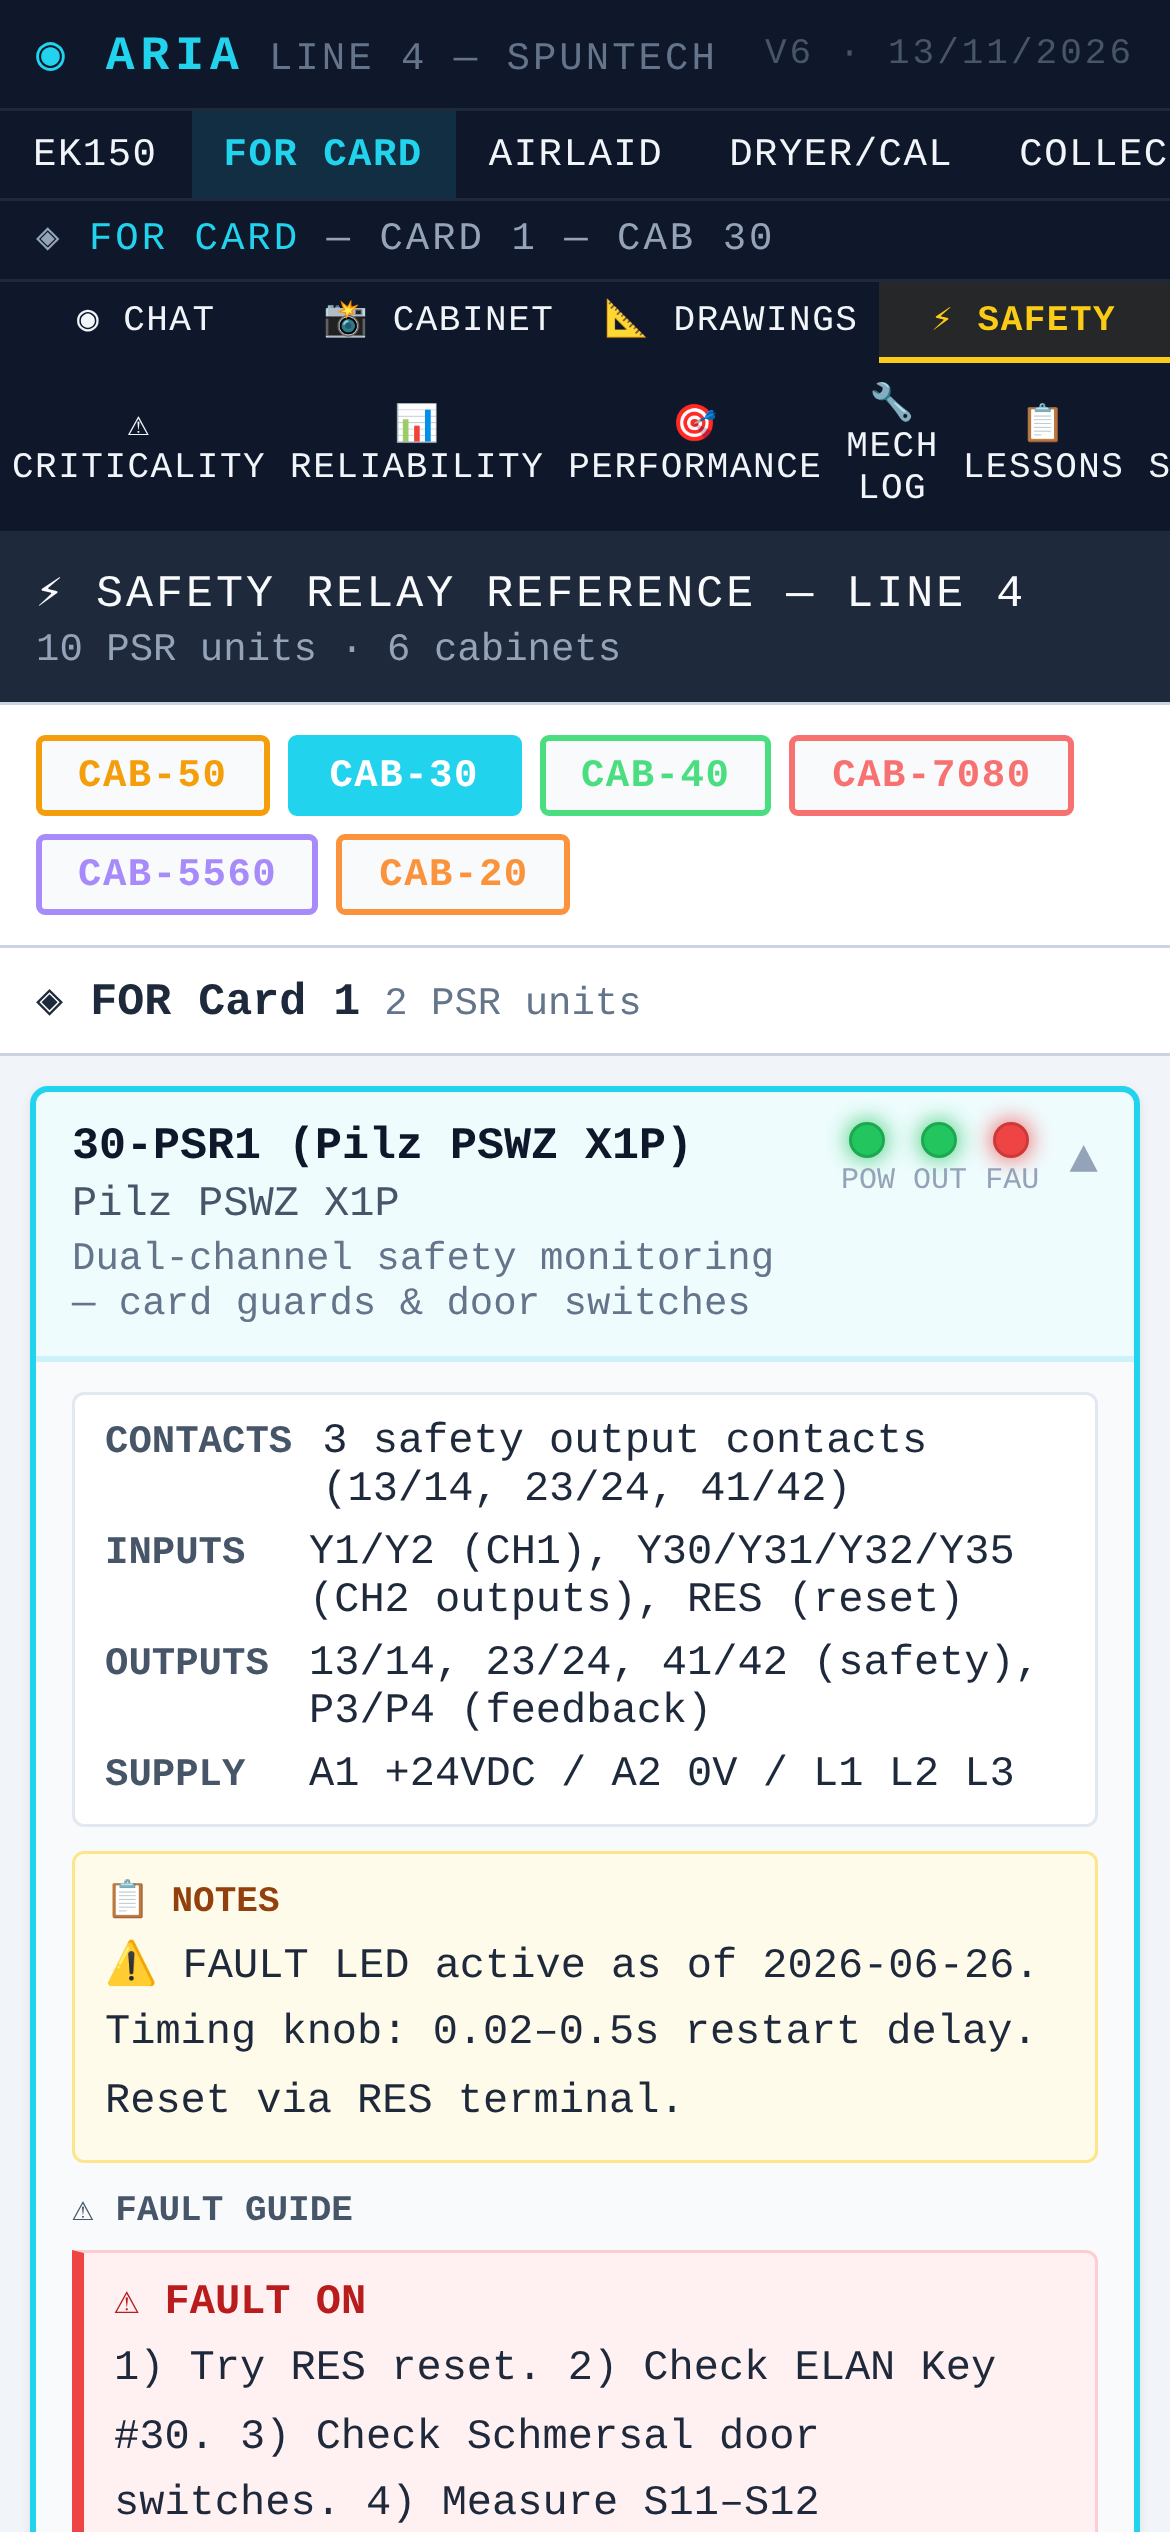 ◉ ARIA LINE 4 — SPUNTECH V6 · 13/11/2026
EK150 FOR CARD AIRLAID DRYER/CAL COLLEC
◈ FOR CARD — CARD 1 — CAB 30
◉ CHAT 📸 CABINET 📐 DRAWINGS ⚡ SAFETY
⚠ CRITICALITY
📊 RELIABILITY
🎯 PERFORMANCE
🔧 MECH
LOG
📋 LESSONS
S
⚡ SAFETY RELAY REFERENCE — LINE 4
10 PSR units · 6 cabinets
CAB-50 CAB-30 CAB-40 CAB-7080
CAB-5560 CAB-20
◈ FOR Card 1 2 PSR units
30-PSR1 (Pilz PSWZ X1P)
POW OUT FAU ▲
Pilz PSWZ X1P
Dual-channel safety monitoring
— card guards & door switches
CONTACTS 3 safety output contacts
(13/14, 23/24, 41/42)
INPUTS Y1/Y2 (CH1), Y30/Y31/Y32/Y35
(CH2 outputs), RES (reset)
OUTPUTS 13/14, 23/24, 41/42 (safety),
P3/P4 (feedback)
SUPPLY A1 +24VDC / A2 0V / L1 L2 L3
📋 NOTES
⚠️ FAULT LED active as of 2026-06-26.
Timing knob: 0.02–0.5s restart delay.
Reset via RES terminal.
⚠ FAULT GUIDE
⚠ FAULT ON
1) Try RES reset. 2) Check ELAN Key
#30. 3) Check Schmersal door
switches. 4) Measure S11–S12